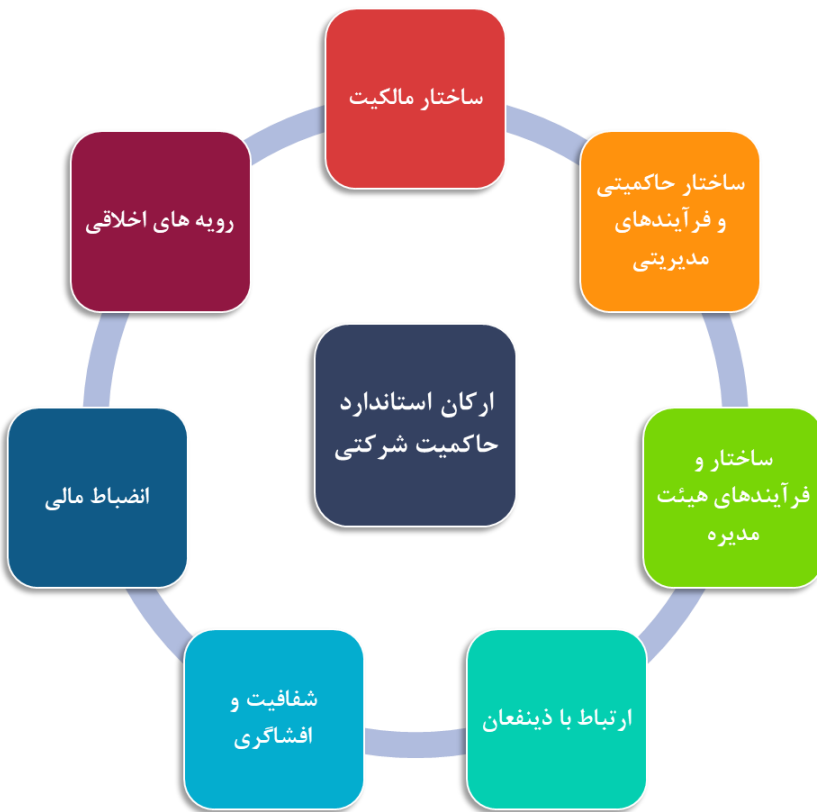 ساختار مالکیت
ساختار حاکمیتی
و فرآیندهای
مدیریتی
ساختار و
فرآیندهای هیئت
مدیره
ارتباط با ذینفعان
شفافیت و
افشاگری
انضباط مالی
رویه های اخلاقی
ارکان استاندارد
حاکمیت شرکتی